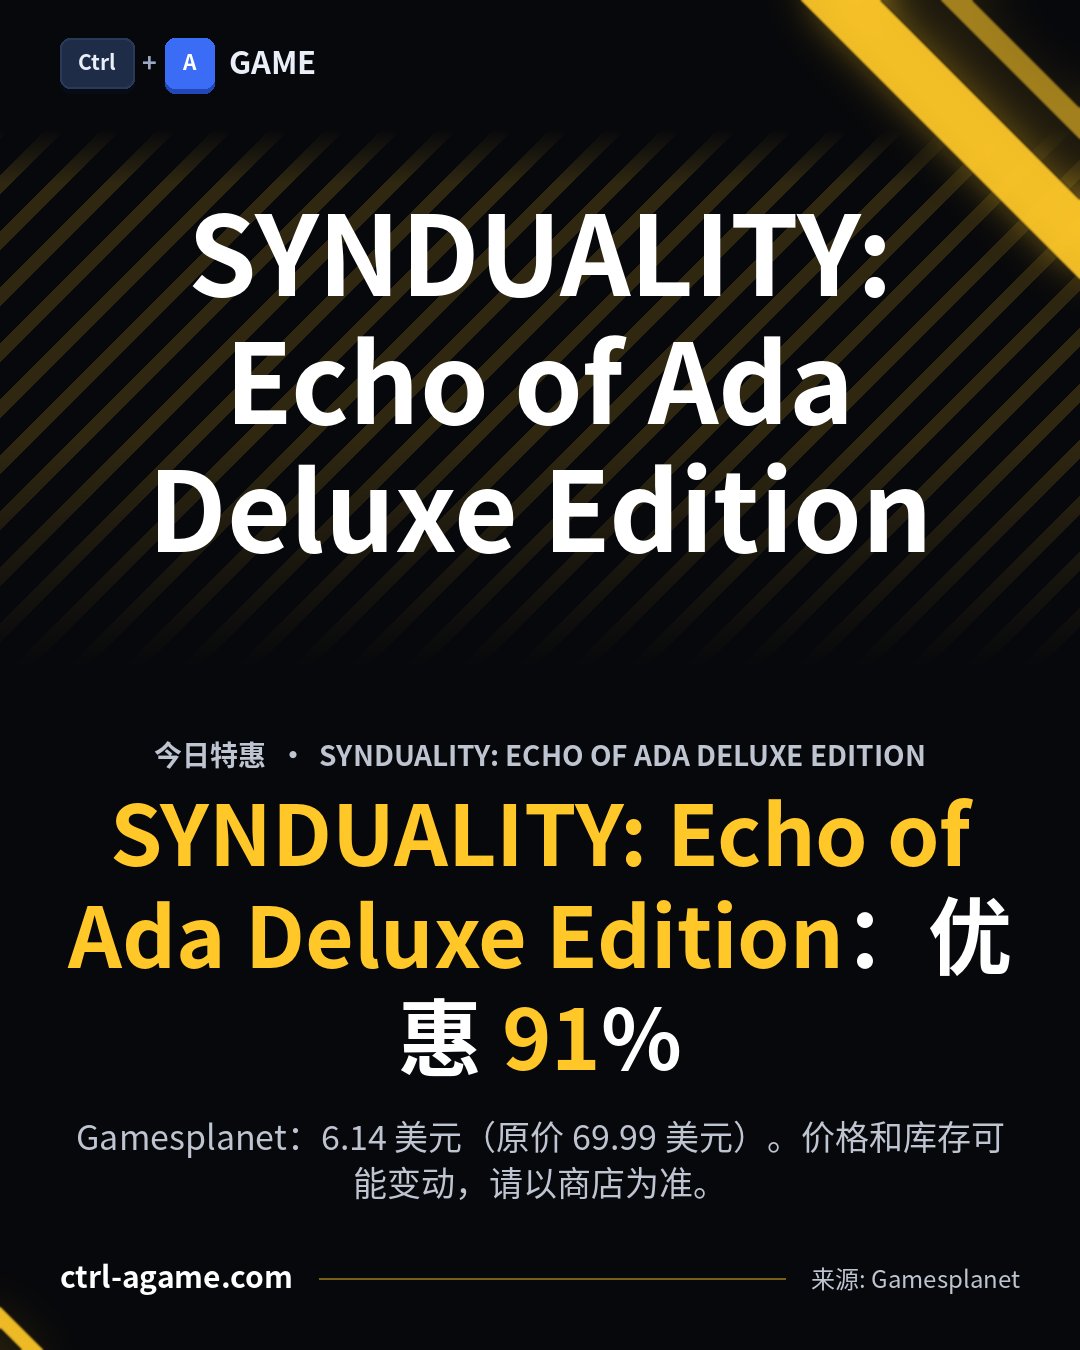 Ctrl + A GAME
SYNDUALITY:
Echo of Ada
Deluxe Edition
今日特惠 • SYNDUALITY: ECHO OF ADA DELUXE EDITION
SYNDUALITY: Echo of
Ada Deluxe Edition：优
惠 91%
Gamesplanet：6.14 美元（原价 69.99 美元）。价格和库存可
能变动，请以商店为准。
ctrl-agame.com
来源: Gamesplanet